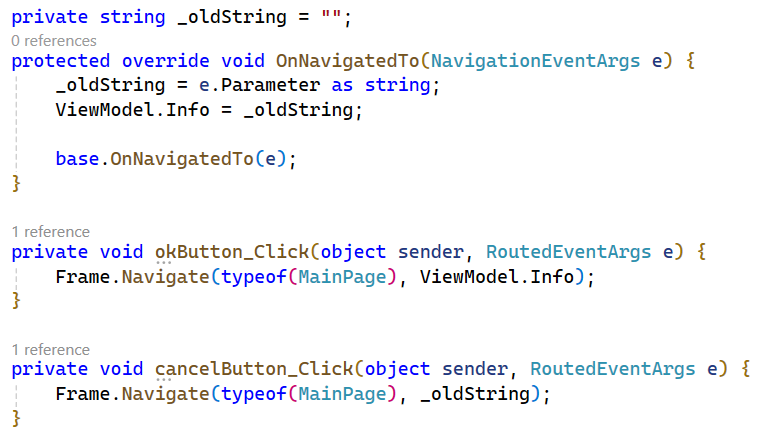 private string _oldString = "";
0 references
protected override void OnNavigatedTo(NavigationEventArgs e) {
    _oldString = e.Parameter as string;
    ViewModel.Info = _oldString;

    base.OnNavigatedTo(e);
}

1 reference
private void okButton_Click(object sender, RoutedEventArgs e) {
    Frame.Navigate(typeof(MainPage), ViewModel.Info);
}

1 reference
private void cancelButton_Click(object sender, RoutedEventArgs e) {
    Frame.Navigate(typeof(MainPage), _oldString);
}